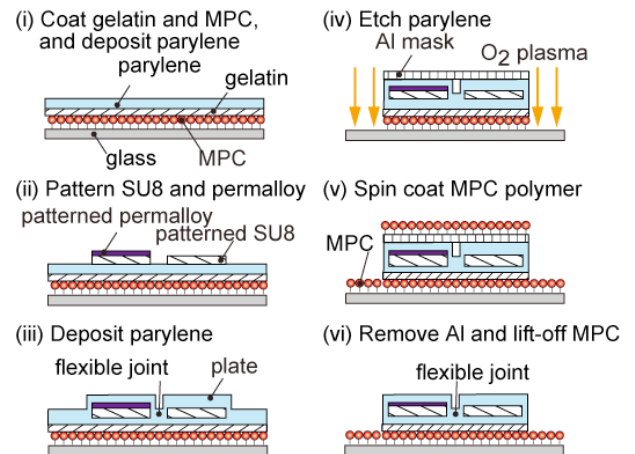 (i) Coat gelatin and MPC,
and deposit parylene
parylene
gelatin
glass
MPC
(ii) Pattern SU8 and permalloy
patterned permalloy
patterned SU8
(iii) Deposit parylene
flexible joint
plate
(iv) Etch parylene
Al mask
O2 plasma
(v) Spin coat MPC polymer
MPC
(vi) Remove Al and lift-off MPC
flexible joint